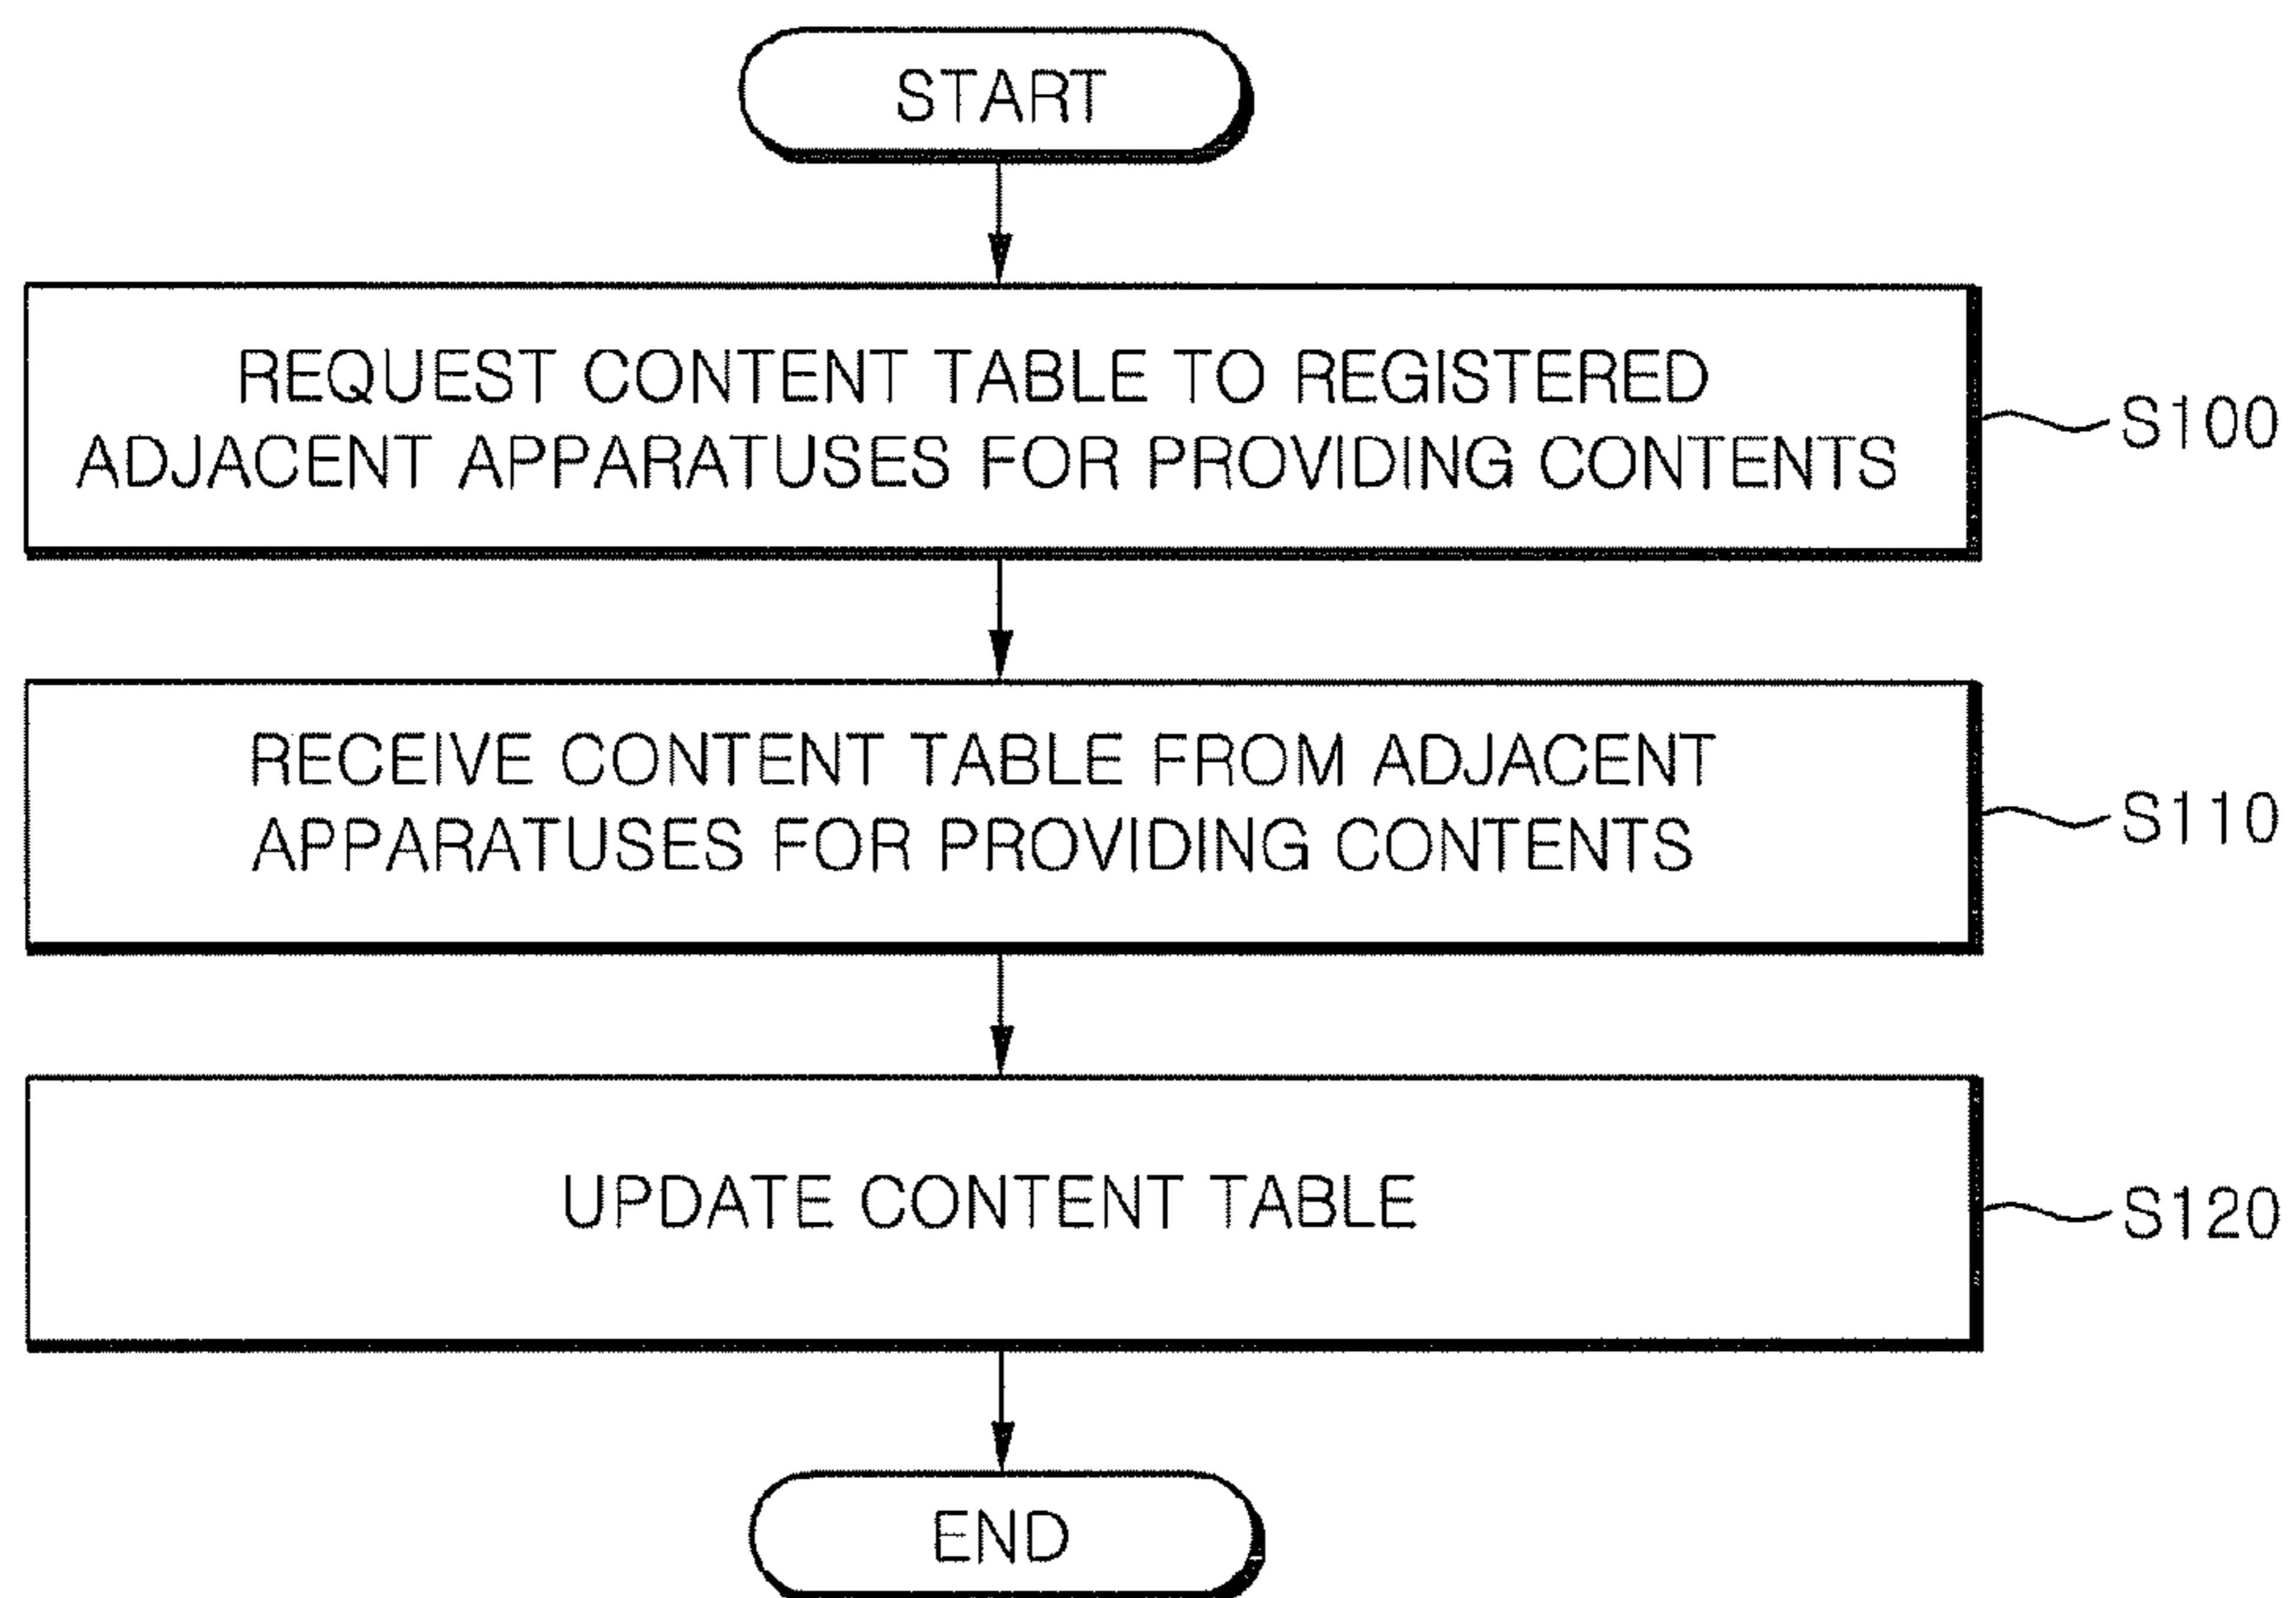 START
REQUEST CONTENT TABLE TO REGISTERED
ADJACENT APPARATUSES FOR PROVIDING CONTENTS
S100
RECEIVE CONTENT TABLE FROM ADJACENT
APPARATUSES FOR PROVIDING CONTENTS
S110
UPDATE CONTENT TABLE
S120
END